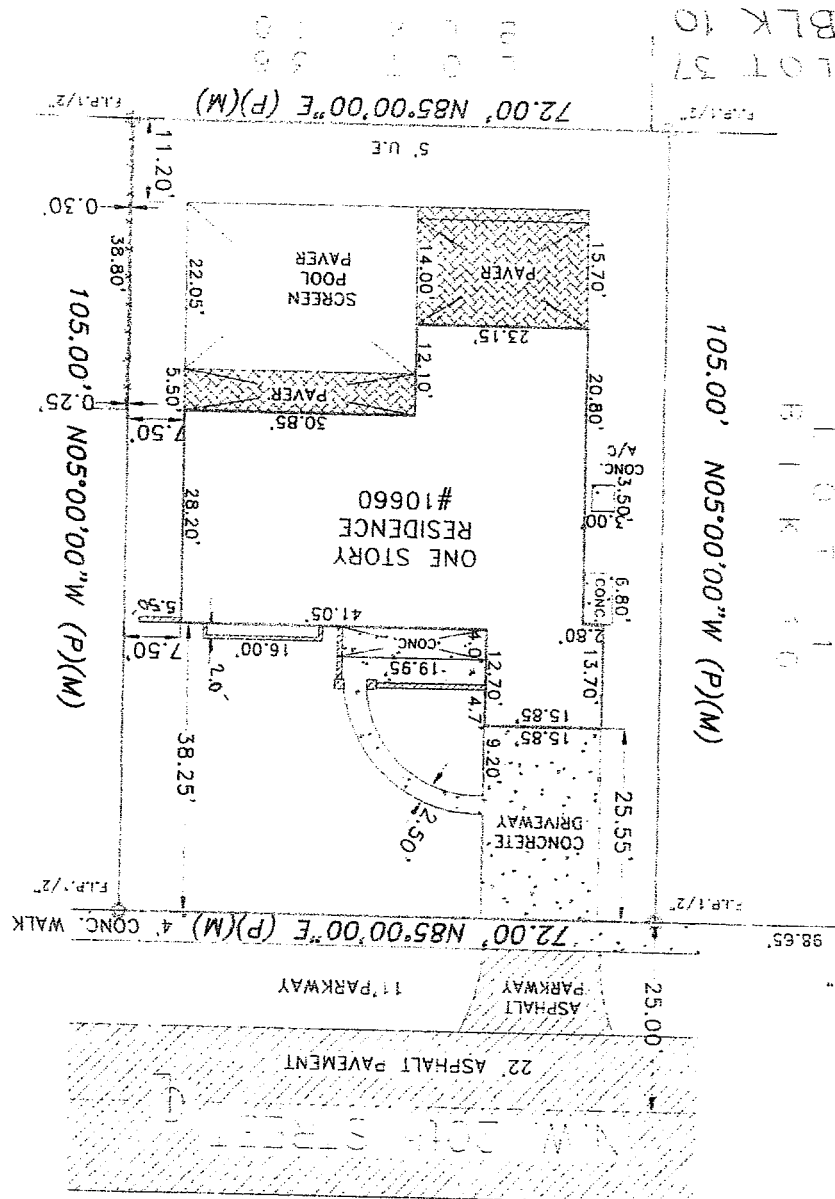 BLK 10
LOT 37
F.I.P.1/2"
72.00' N85°00'00"E (P)(M)
F.I.P.1/2"
5' U.E
11.20'
0.30'
38.80'
22.05'
SCREEN
POOL
PAVER
14.00'
PAVER
15.70'
23.15'
12.10'
5.50'
PAVER
0.25'
7.50'
30.85'
20.80'
105.00' N05°00'00"W (P)(M)
105.00' N05°00'00"W (P)(M)
CONC.
A/C
3.50'
3.00'
28.20'
ONE STORY
RESIDENCE
#10660
CONC
6.80'
2.80'
5.50'
7.50'
41.05'
16.00'
2.0'
CONC.
4.0'
19.95'
12.70'
13.70'
4.7'
15.85'
15.85'
9.20'
38.25'
2.50'
CONCRETE
DRIVEWAY
25.55'
F.I.P.1/2"
F.I.P.1/2"
72.00' N85°00'00"E (P)(M)
4' CONC. WALK
98.65'
11' PARKWAY
ASPHALT
PARKWAY
25.00'
22' ASPHALT PAVEMENT
STREET